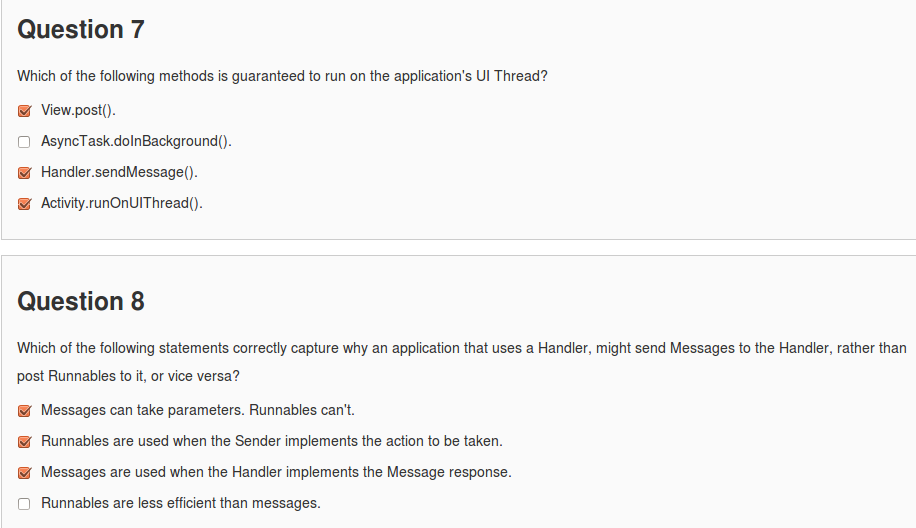 Question 7
Which of the following methods is guaranteed to run on the application's UI Thread?
View.post().
AsyncTask.doInBackground().
Handler.sendMessage().
Activity.runOnUIThread().
Question 8
Which of the following statements correctly capture why an application that uses a Handler, might send Messages to the Handler, rather than
post Runnables to it, or vice versa?
Messages can take parameters. Runnables can't.
Runnables are used when the Sender implements the action to be taken.
Messages are used when the Handler implements the Message response.
Runnables are less efficient than messages.